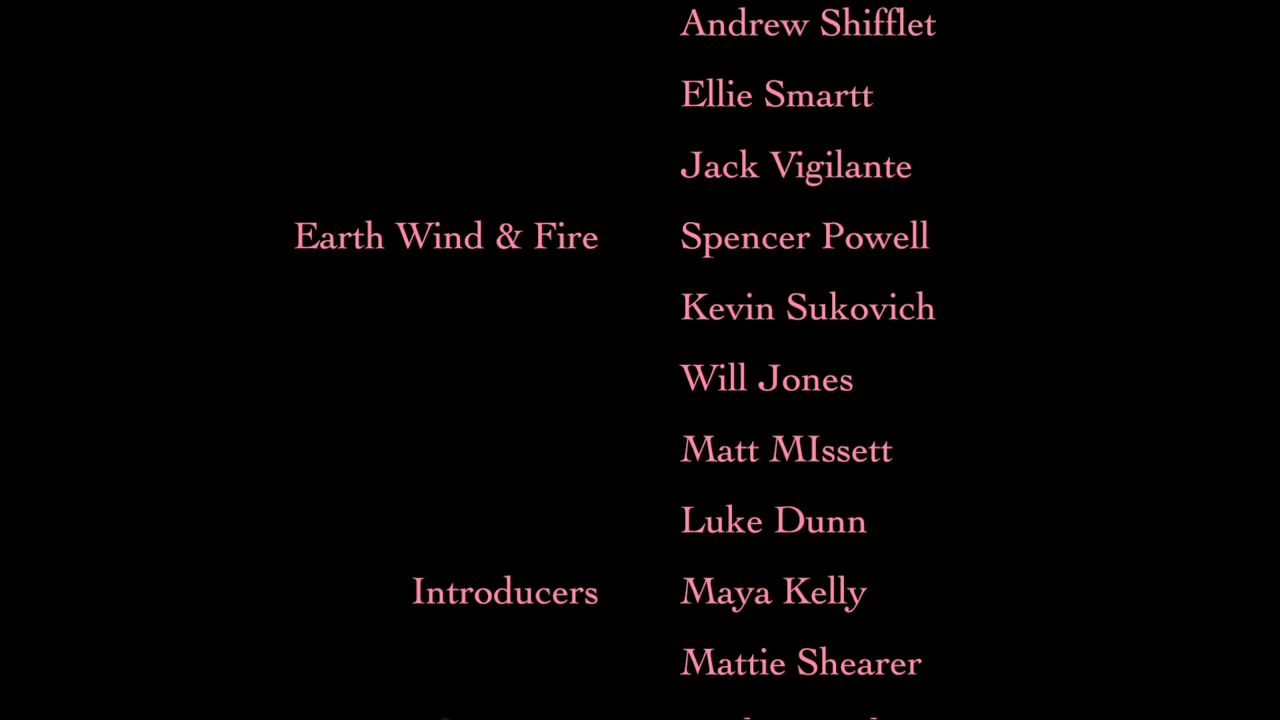 Andrew Shifflet
Ellie Smartt
Jack Vigilante
Earth Wind & Fire Spencer Powell
Kevin Sukovich
Will Jones
Matt MIssett
Luke Dunn
Introducers Maya Kelly
Mattie Shearer